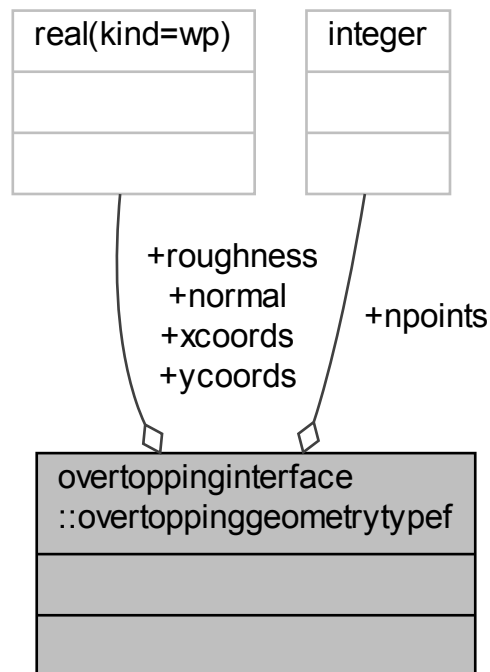 real(kind=wp)
integer
+roughness
+normal
+xcoords
+ycoords
+npoints
overtoppinginterface
::overtoppinggeometrytypef